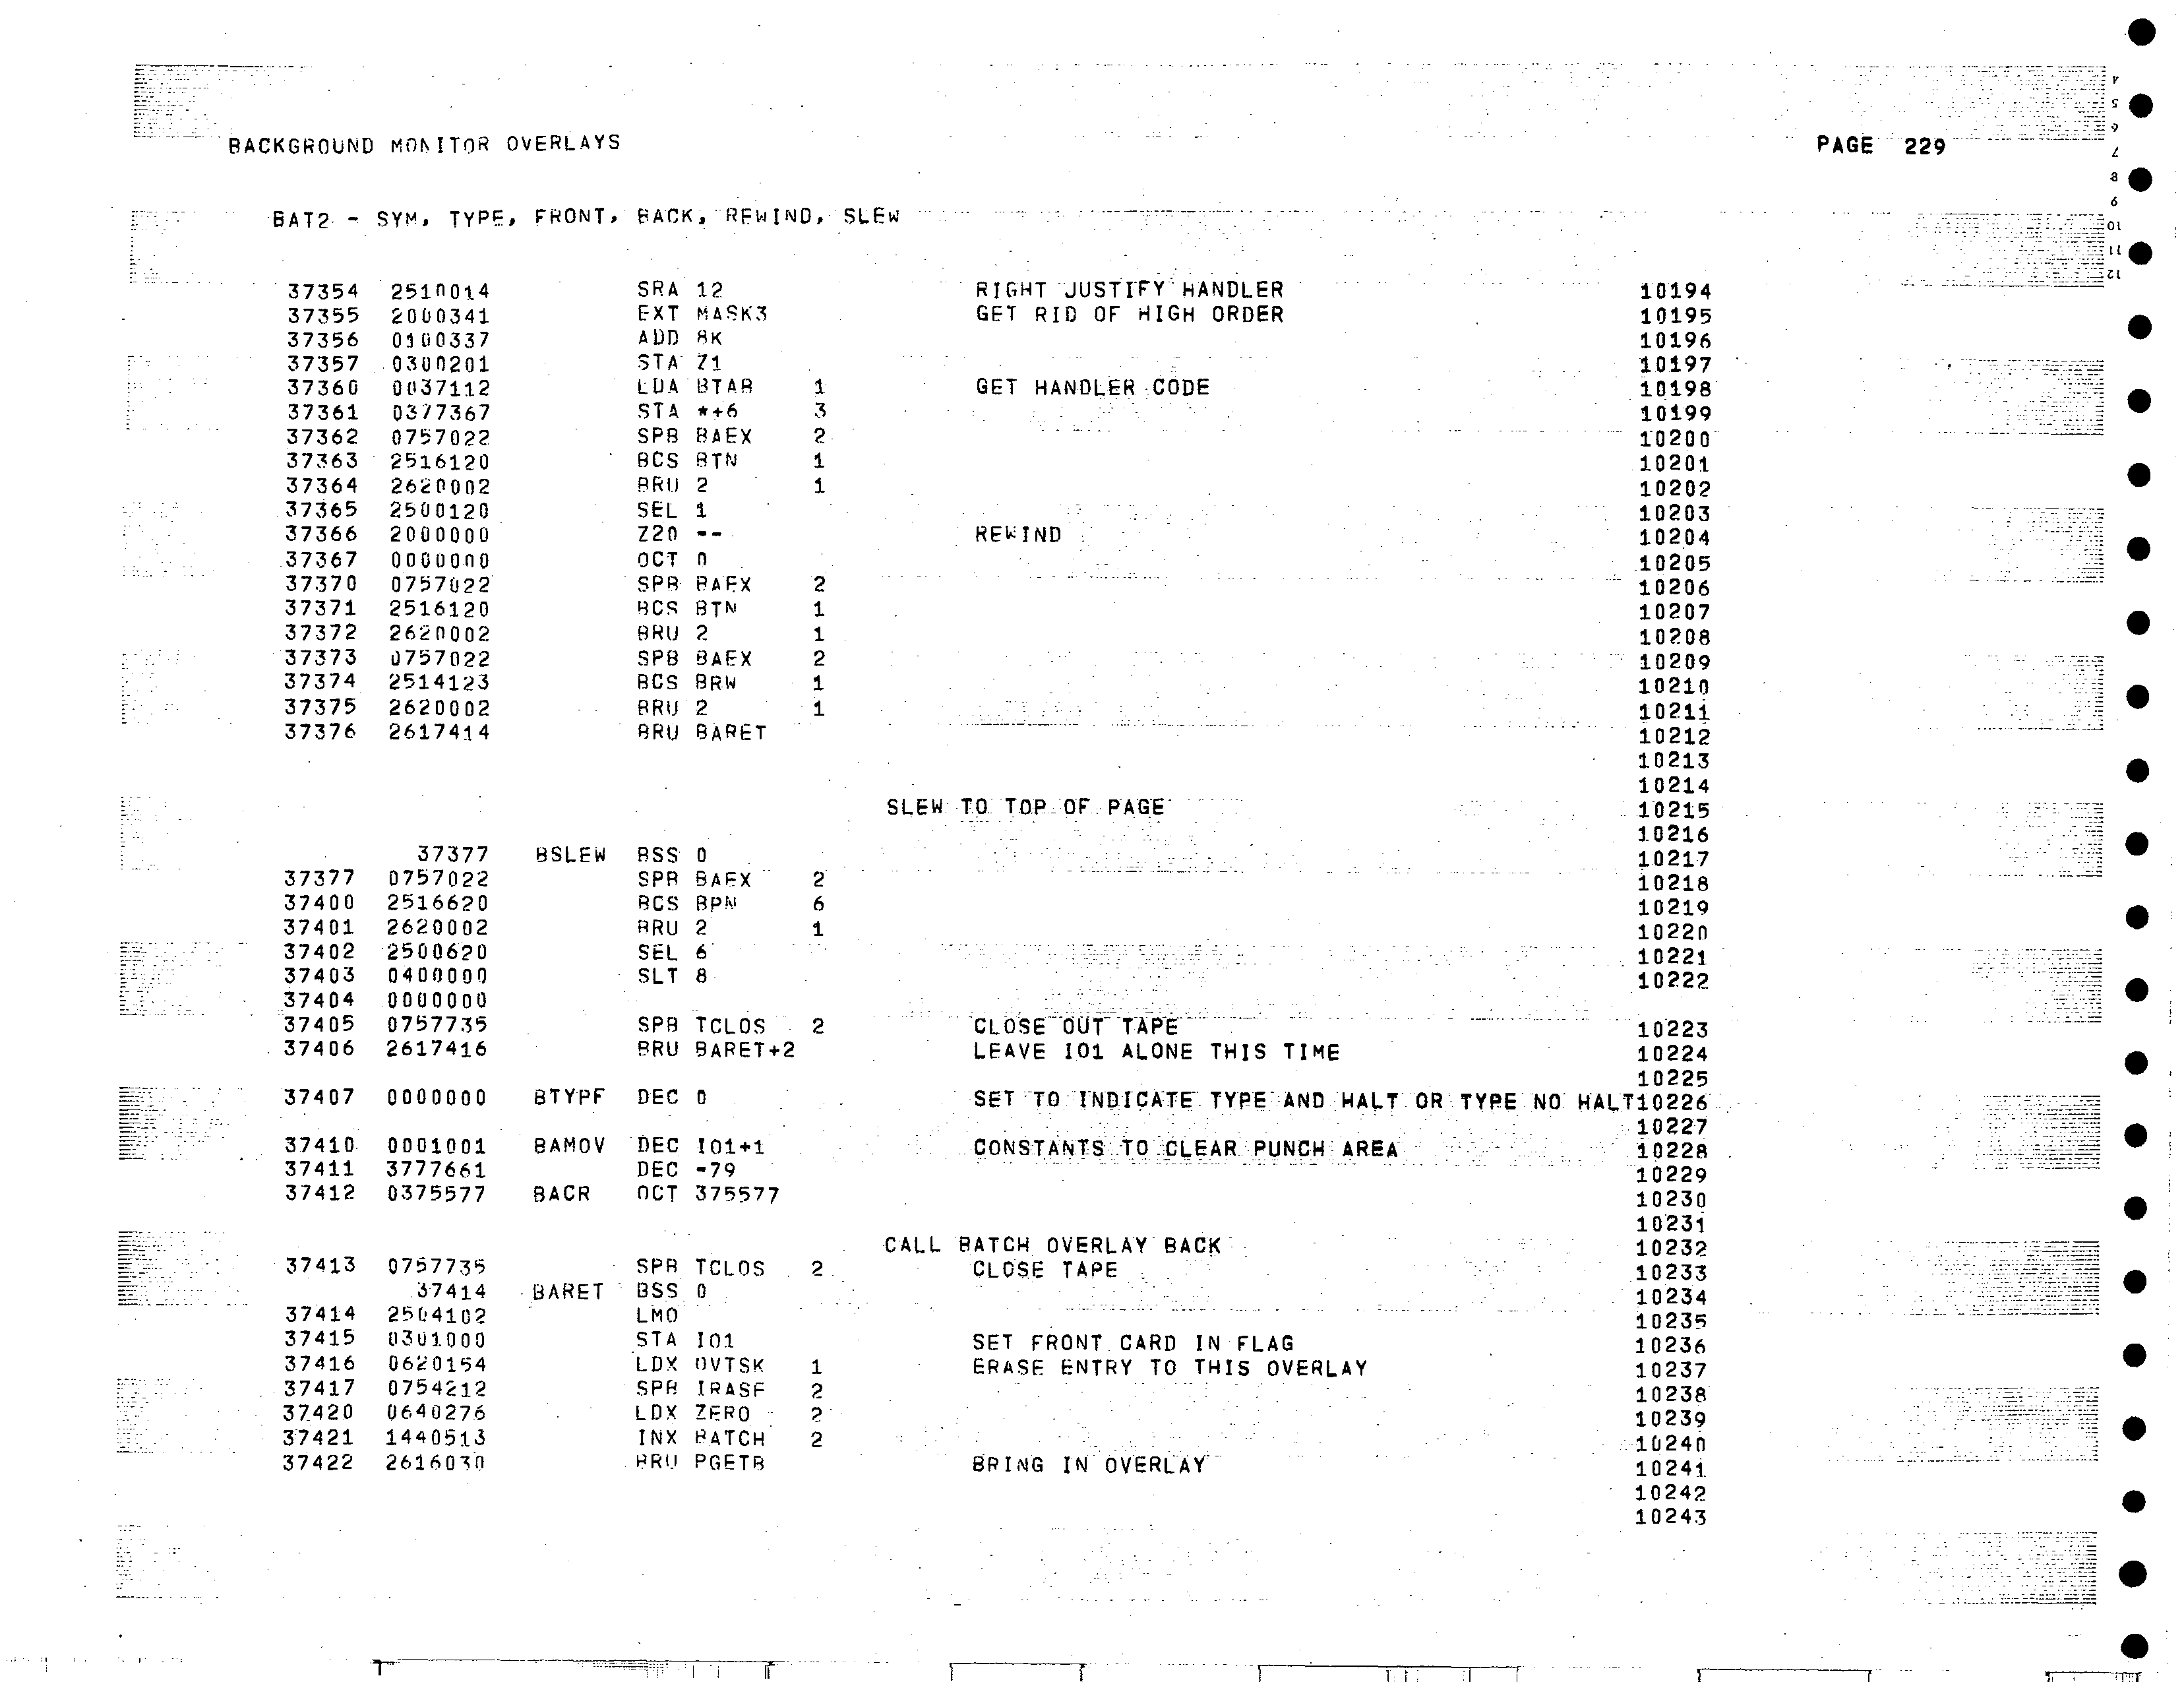 BACKGROUND MONITOR OVERLAYS PAGE 229
BAT2 - SYM, TYPE, FRONT, BACK, REWIND, SLEW
37354 2510014 SRA 12 RIGHT JUSTIFY HANDLER 10194
37355 2000341 EXT MASK3 GET RID OF HIGH ORDER 10195
37356 0100337 ADD 8K 10196
37357 0300201 STA Z1 10197
37360 0037112 LDA BTAB 1 GET HANDLER CODE 10198
37361 0377367 STA *+6 3 10199
37362 0757022 SPB BAEX 2 10200
37363 2516120 BCS BTN 1 10201
37364 2620002 BRU 2 1 10202
37365 2500120 SEL 1 10203
37366 2000000 Z20 -- REWIND 10204
37367 0000000 OCT 0 10205
37370 0757022 SPB BAEX 2 10206
37371 2516120 BCS BTN 1 10207
37372 2620002 BRU 2 1 10208
37373 0757022 SPB BAEX 2 10209
37374 2514123 BCS BRW 1 10210
37375 2620002 BRU 2 1 10211
37376 2617414 BRU BARET 10212
10213
10214
SLEW TO TOP OF PAGE 10215
10216
37377 BSLEW BSS 0 10217
37377 0757022 SPB BAEX 2 10218
37400 2516620 BCS BPN 6 10219
37401 2620002 BRU 2 1 10220
37402 2500620 SEL 6 10221
37403 0400000 SLT 8 10222
37404 0000000
37405 0757735 SPB TCLOS 2 CLOSE OUT TAPE 10223
37406 2617416 BRU BARET+2 LEAVE IO1 ALONE THIS TIME 10224
10225
37407 0000000 BTYPF DEC 0 SET TO INDICATE TYPE AND HALT OR TYPE NO HALT10226
10227
37410 0001001 BAMOV DEC IO1+1 CONSTANTS TO CLEAR PUNCH AREA 10228
37411 3777661 DEC -79 10229
37412 0375577 BACR OCT 375577 10230
10231
CALL BATCH OVERLAY BACK 10232
37413 0757735 SPB TCLOS 2 CLOSE TAPE 10233
37414 BARET BSS 0 10234
37414 2504102 LMO 10235
37415 0301000 STA IO1 SET FRONT CARD IN FLAG 10236
37416 0620154 LDX OVTSK 1 ERASE ENTRY TO THIS OVERLAY 10237
37417 0754212 SPB IRASE 2 10238
37420 0640276 LDX ZERO 2 10239
37421 1440513 INX BATCH 2 10240
37422 2616030 BRU PGETB BRING IN OVERLAY 10241
10242
10243
4
5
6
7
8
9
10
11
12